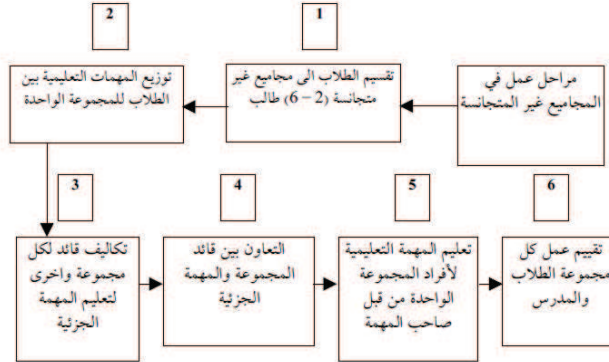 مراحل عمل في
المجاميع غير المتجانسة
1
تقسيم الطلاب الى مجاميع غير
متجانسة (2 – 6) طالب
2
توزيع المهمات التعليمية بين
الطلاب للمجموعة الواحدة
3
تكاليف قائد لكل
مجموعة واخرى
لتعليم المهمة
الجزئية
4
التعاون بين قائد
المجموعة والمهمة
الجزئية
5
تعليم المهمة التعليمية
لأفراد المجموعة
الواحدة من قبل
صاحب المهمة
6
تقييم عمل كل
مجموعة الطلاب
والمدرس